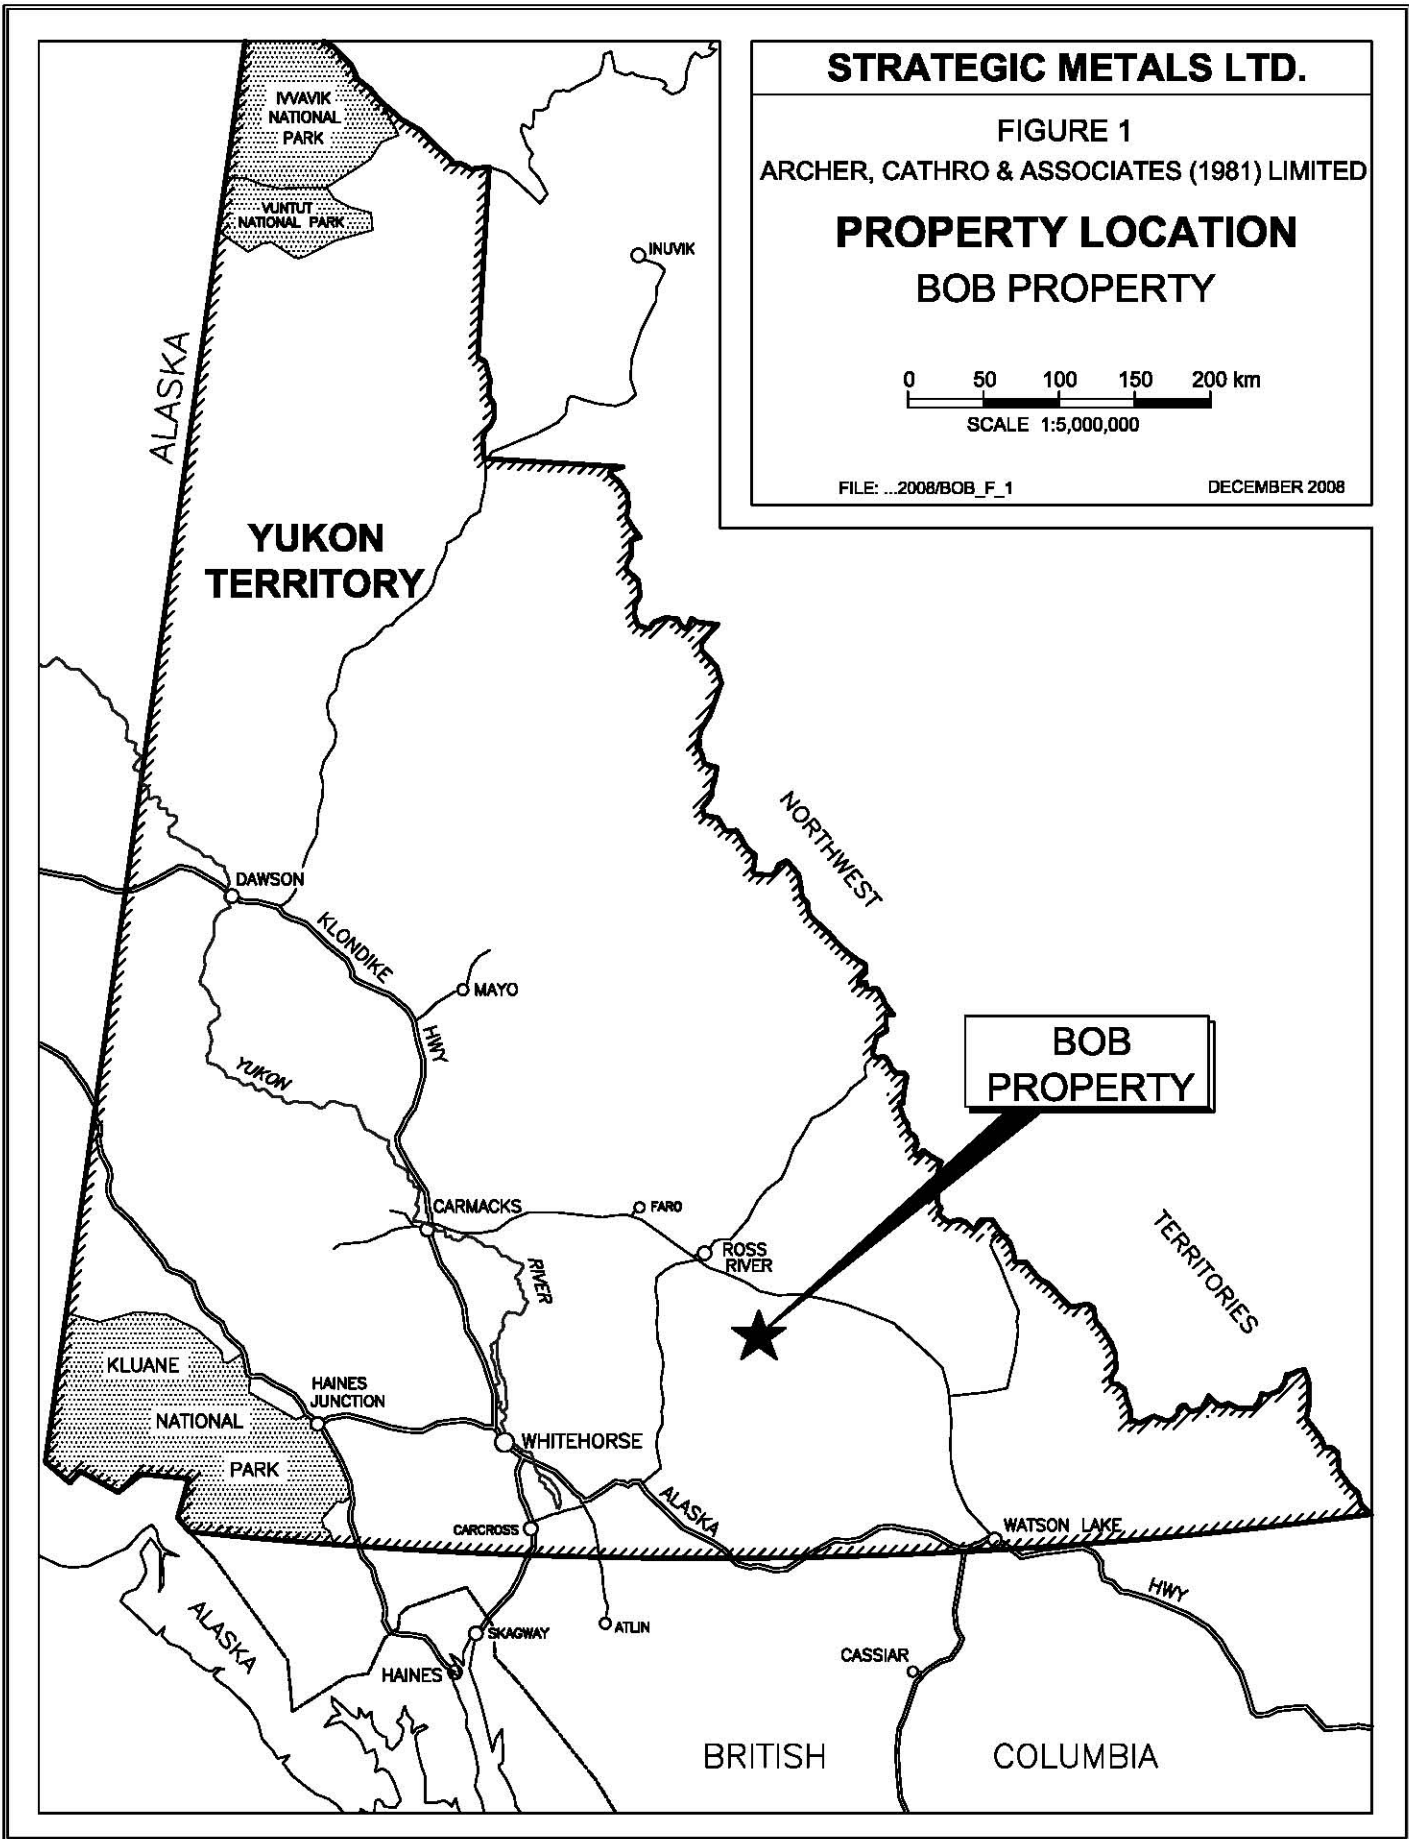 STRATEGIC METALS LTD.
FIGURE 1
ARCHER, CATHRO & ASSOCIATES (1981) LIMITED
PROPERTY LOCATION
BOB PROPERTY
0 50 100 150 200 km
SCALE 1:5,000,000
FILE: ...2008/BOB_F_1 DECEMBER 2008
IVVAVIK
NATIONAL
PARK
VUNTUT
NATIONAL PARK
INUVIK
ALASKA
YUKON
TERRITORY
NORTHWEST
DAWSON
KLONDIKE
HWY
MAYO
YUKON
BOB
PROPERTY
CARMACKS
FARO
ROSS
RIVER
RIVER
TERRITORIES
KLUANE
NATIONAL
PARK
HAINES
JUNCTION
WHITEHORSE
ALASKA
CARCROSS
WATSON LAKE
HWY
ALASKA
SKAGWAY
ATLIN
HAINES
CASSIAR
BRITISH COLUMBIA